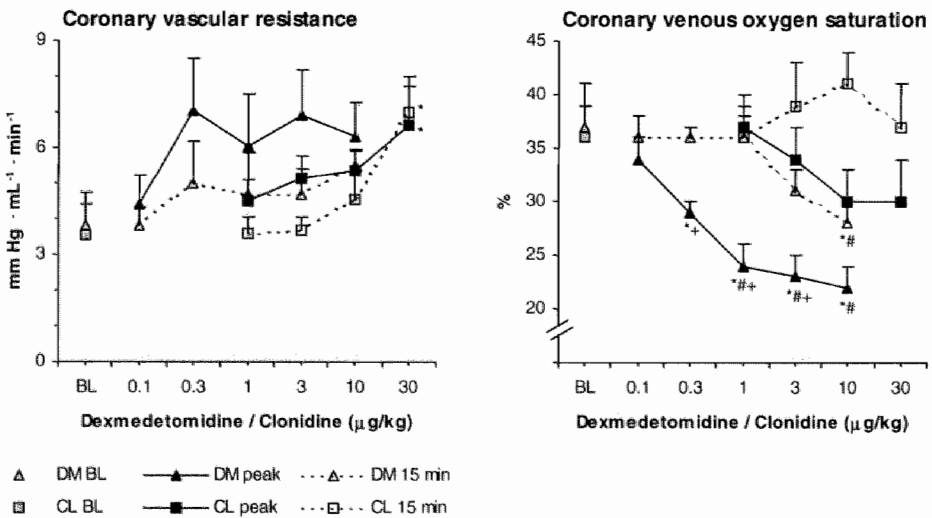 Coronary vascular resistance
9
6
3
0
mm Hg · mL⁻¹ · min⁻¹
*
*
BL 0.1 0.3 1 3 10 30
Dexmedetomidine / Clonidine (µg/kg)
Coronary venous oxygen saturation
%
45
40
35
30
25
20
*+
*#+
*#+
*#
*#
BL 0.1 0.3 1 3 10 30
Dexmedetomidine / Clonidine (µg/kg)
DM BL DM peak DM 15 min
CL BL CL peak CL 15 min